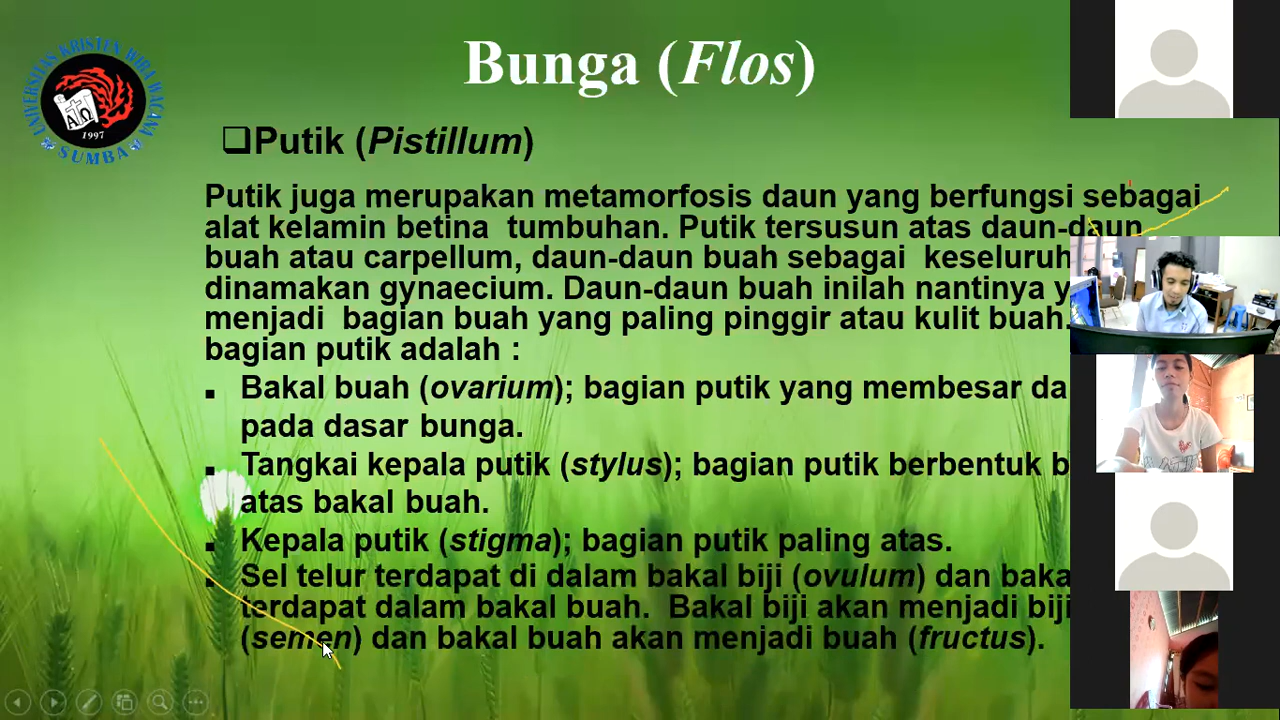 UNIVERSITAS KRISTEN WIRA WACANA
1997
SUMBA
Bunga (Flos)
Putik (Pistillum)
Putik juga merupakan metamorfosis daun yang berfungsi sebagai
alat kelamin betina tumbuhan. Putik tersusun atas daun-daun
buah atau carpellum, daun-daun buah sebagai keseluruh
dinamakan gynaecium. Daun-daun buah inilah nantinya y
menjadi bagian buah yang paling pinggir atau kulit buah.
bagian putik adalah :
Bakal buah (ovarium); bagian putik yang membesar da
pada dasar bunga.
Tangkai kepala putik (stylus); bagian putik berbentuk b
atas bakal buah.
Kepala putik (stigma); bagian putik paling atas.
Sel telur terdapat di dalam bakal biji (ovulum) dan baka
terdapat dalam bakal buah. Bakal biji akan menjadi biji
(semen) dan bakal buah akan menjadi buah (fructus).